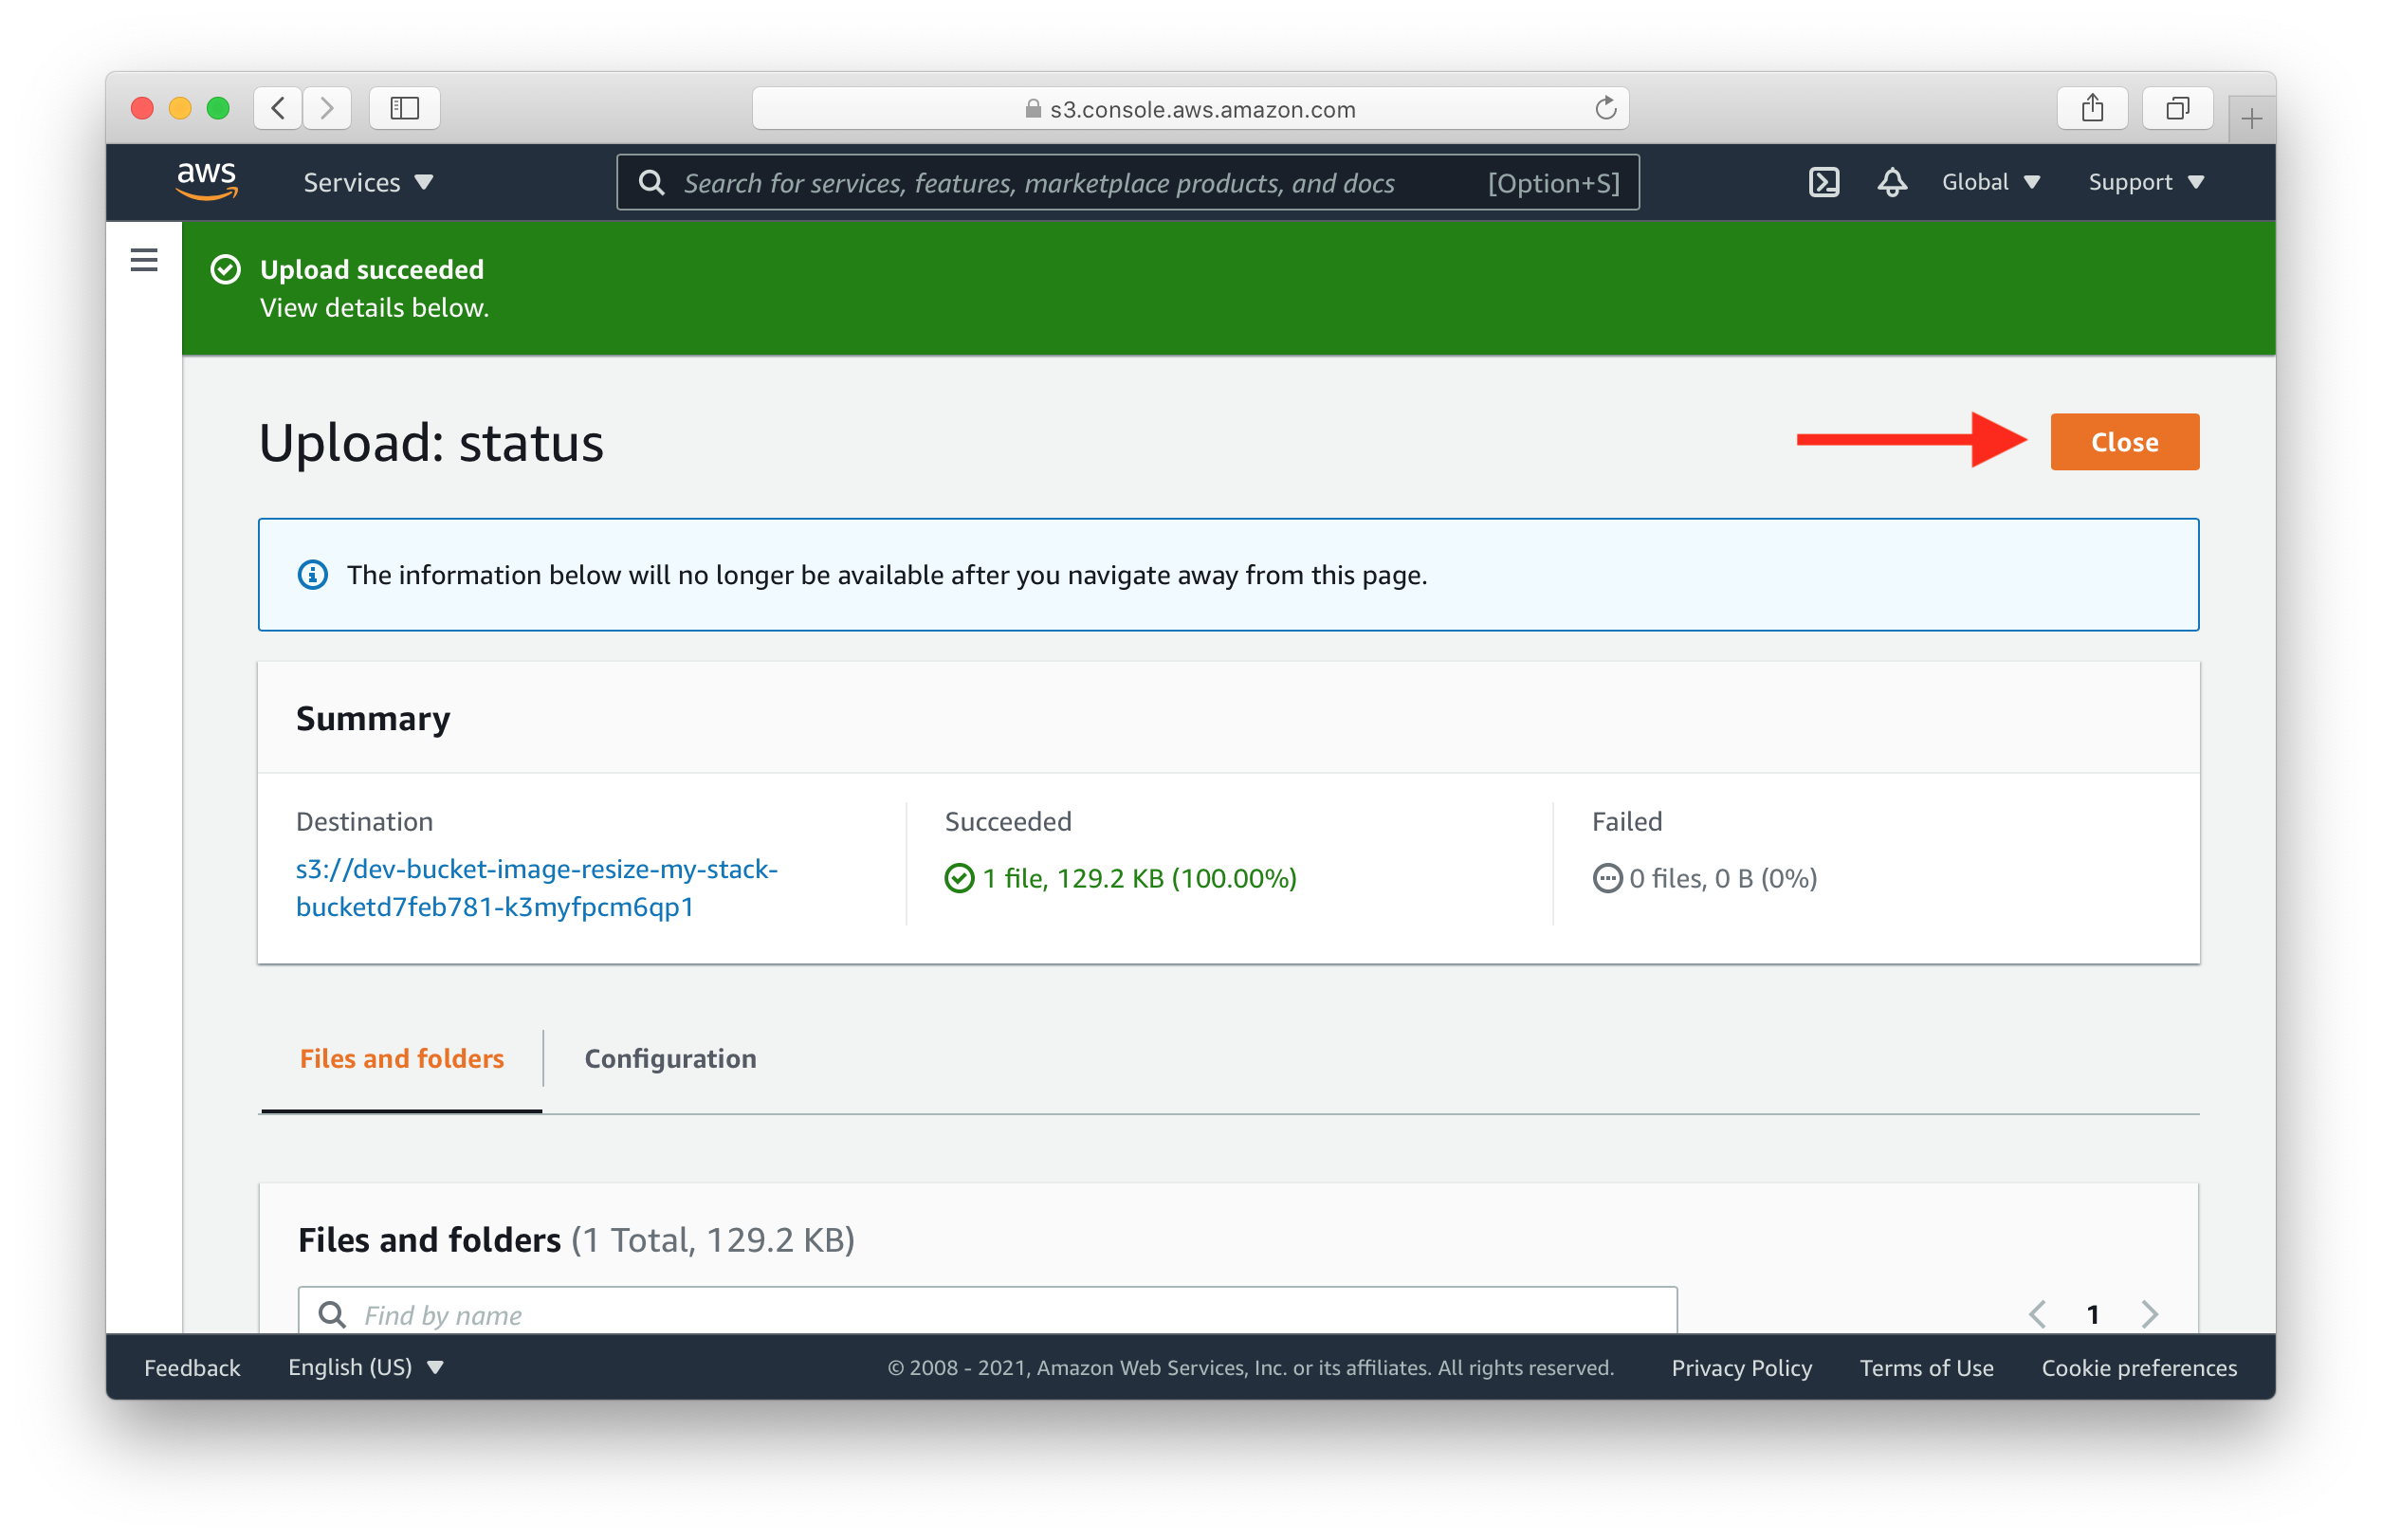 s3.console.aws.amazon.com
aws
Services
Search for services, features, marketplace products, and docs
[Option+S]
Global
Support
Upload succeeded
View details below.
Upload: status
Close
The information below will no longer be available after you navigate away from this page.
Summary
Destination
s3://dev-bucket-image-resize-my-stack-
bucketd7feb781-k3myfpcm6qp1
Succeeded
1 file, 129.2 KB (100.00%)
Failed
0 files, 0 B (0%)
Files and folders
Configuration
Files and folders (1 Total, 129.2 KB)
Find by name
1
Feedback
English (US)
© 2008 - 2021, Amazon Web Services, Inc. or its affiliates. All rights reserved.
Privacy Policy
Terms of Use
Cookie preferences